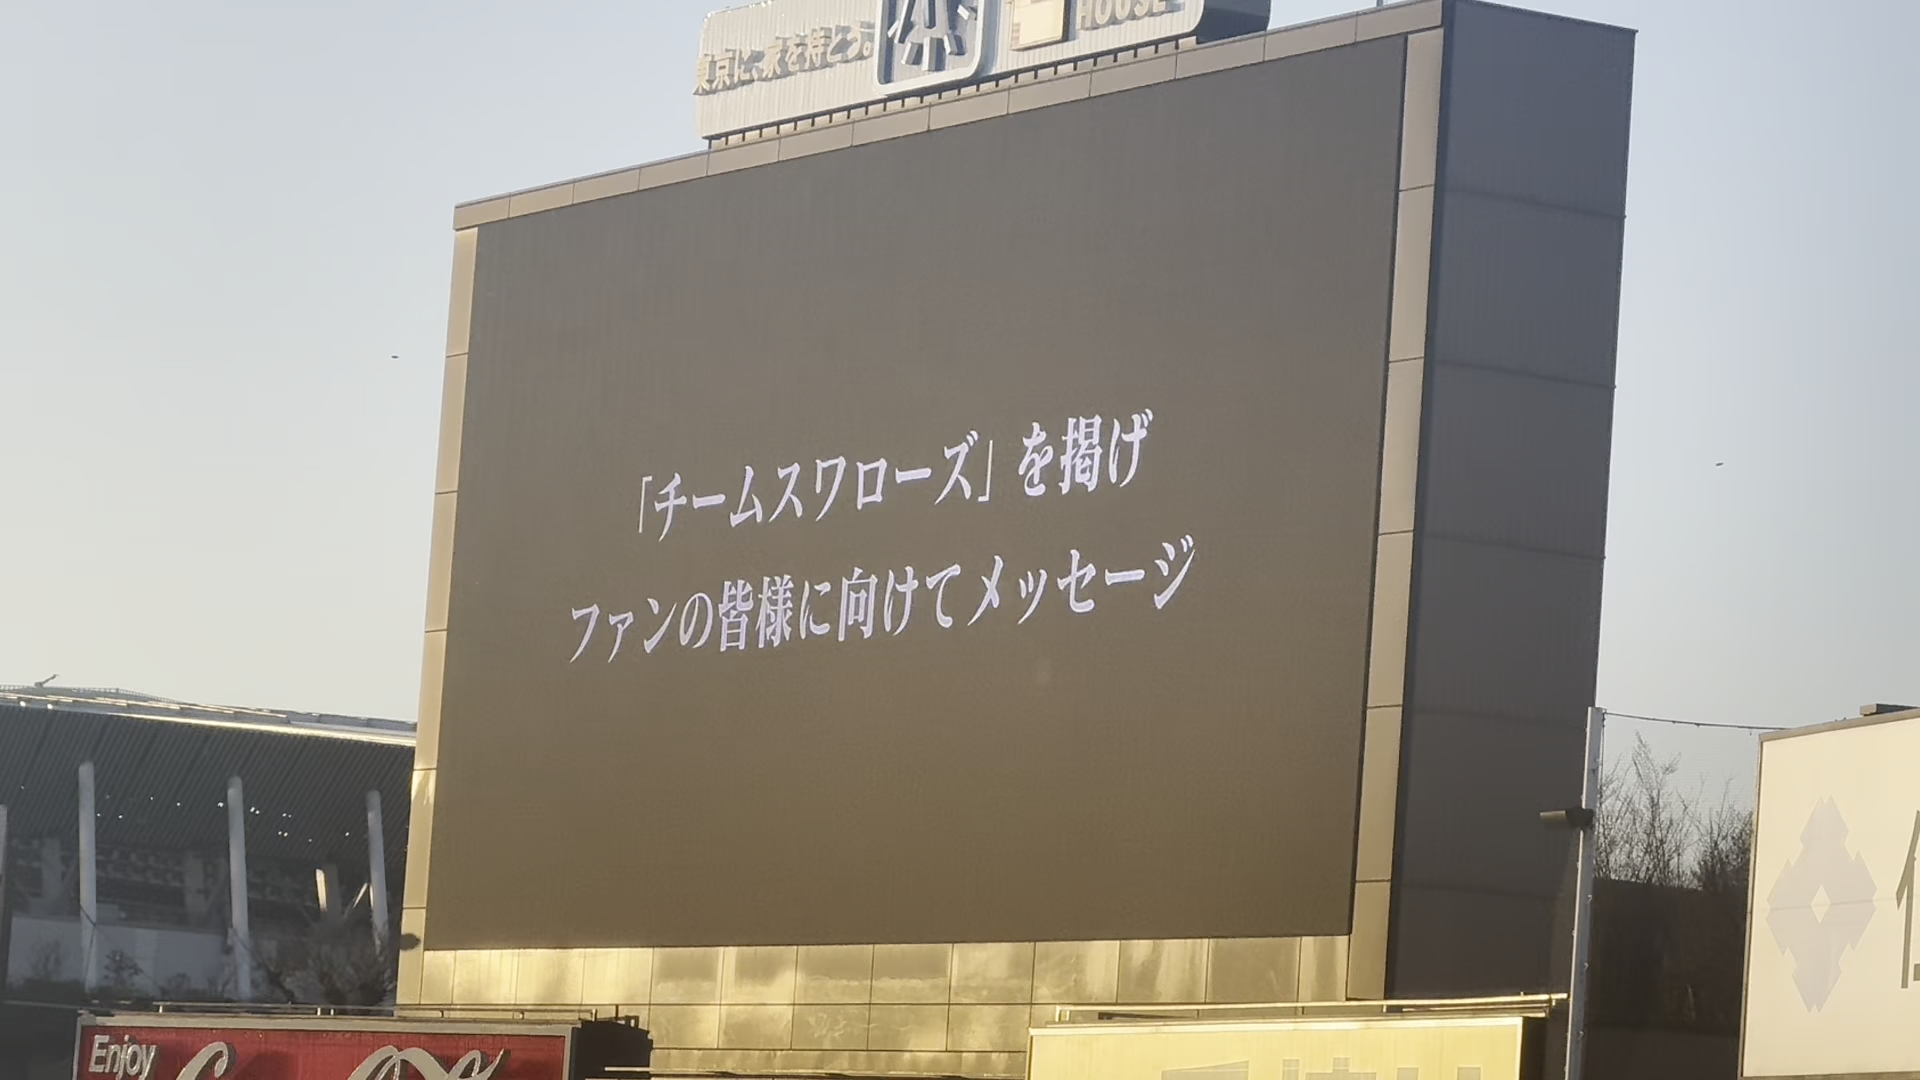 東京に、家を持とう。
HOUSE
「チームスワローズ」を掲げ
ファンの皆様に向けてメッセージ
Enjoy